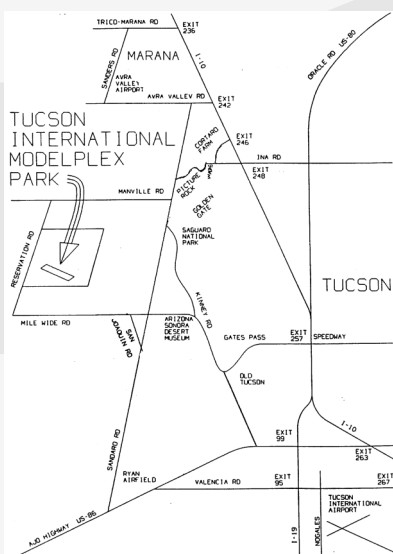 TRICO-MARANA RD
EXIT
236
MARANA
I-10
SANDERS RD
AVRA
VALLEY
AIRPORT
ORACLE RD US-80
AVRA VALLEY RD
EXIT
242
TUCSON
INTERNATIONAL
MODELPLEX
PARK
CORTARO
FARM
EXIT
246
INA RD
EXIT
248
PICTURE
ROCK
MANVILLE RD
GOLDEN
GATE
SAGUARO
NATIONAL
PARK
RESERVATION RD
TUCSON
KINNEY RD
MILE WIDE RD
SAN
JOAQUIN RD
ARIZONA
SONORA
DESERT
MUSEUM
GATES PASS
EXIT
257
SPEEDWAY
OLD
TUCSON
I-10
EXIT
99
EXIT
263
SANDARIO RD
RYAN
AIRFIELD
VALENCIA RD
EXIT
95
EXIT
267
TUCSON
INTERNATIONAL
AIRPORT
AJO HIGHWAY US-86
I-19
NOGALES